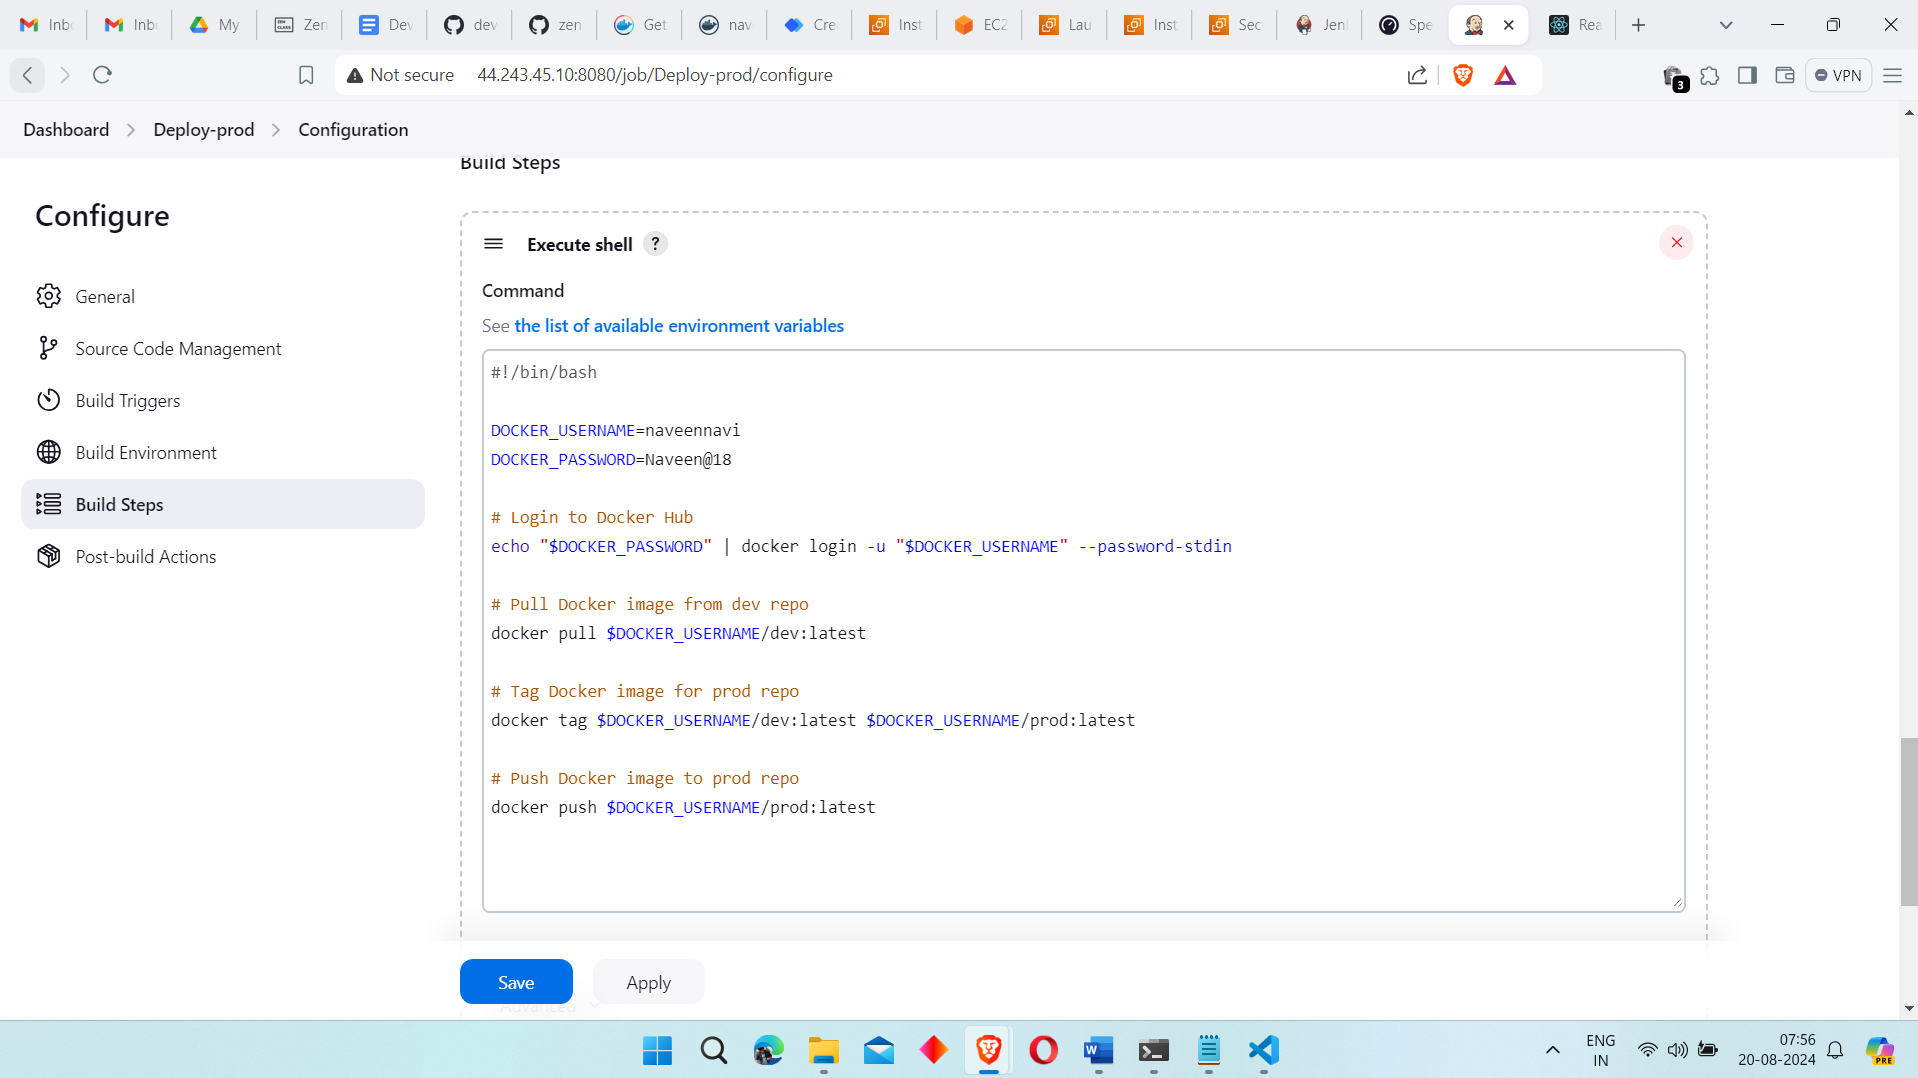 Inbo
Inbo
My
Zen
Dev
dev
zen
Get
nav
Cre
Inst
EC2
Lau
Inst
Sec
Jenk
Spe
Rea
Not secure
44.243.45.10:8080/job/Deploy-prod/configure
3
VPN
Dashboard
Deploy-prod
Configuration
Build Steps
Configure
General
Source Code Management
Build Triggers
Build Environment
Build Steps
Post-build Actions
Execute shell ?
Command
See the list of available environment variables
#!/bin/bash
DOCKER_USERNAME=naveennavi
DOCKER_PASSWORD=Naveen@18
# Login to Docker Hub
echo "$DOCKER_PASSWORD" | docker login -u "$DOCKER_USERNAME" --password-stdin
# Pull Docker image from dev repo
docker pull $DOCKER_USERNAME/dev:latest
# Tag Docker image for prod repo
docker tag $DOCKER_USERNAME/dev:latest $DOCKER_USERNAME/prod:latest
# Push Docker image to prod repo
docker push $DOCKER_USERNAME/prod:latest
Save
Apply
Advanced
ENG
IN
07:56
20-08-2024
PRE